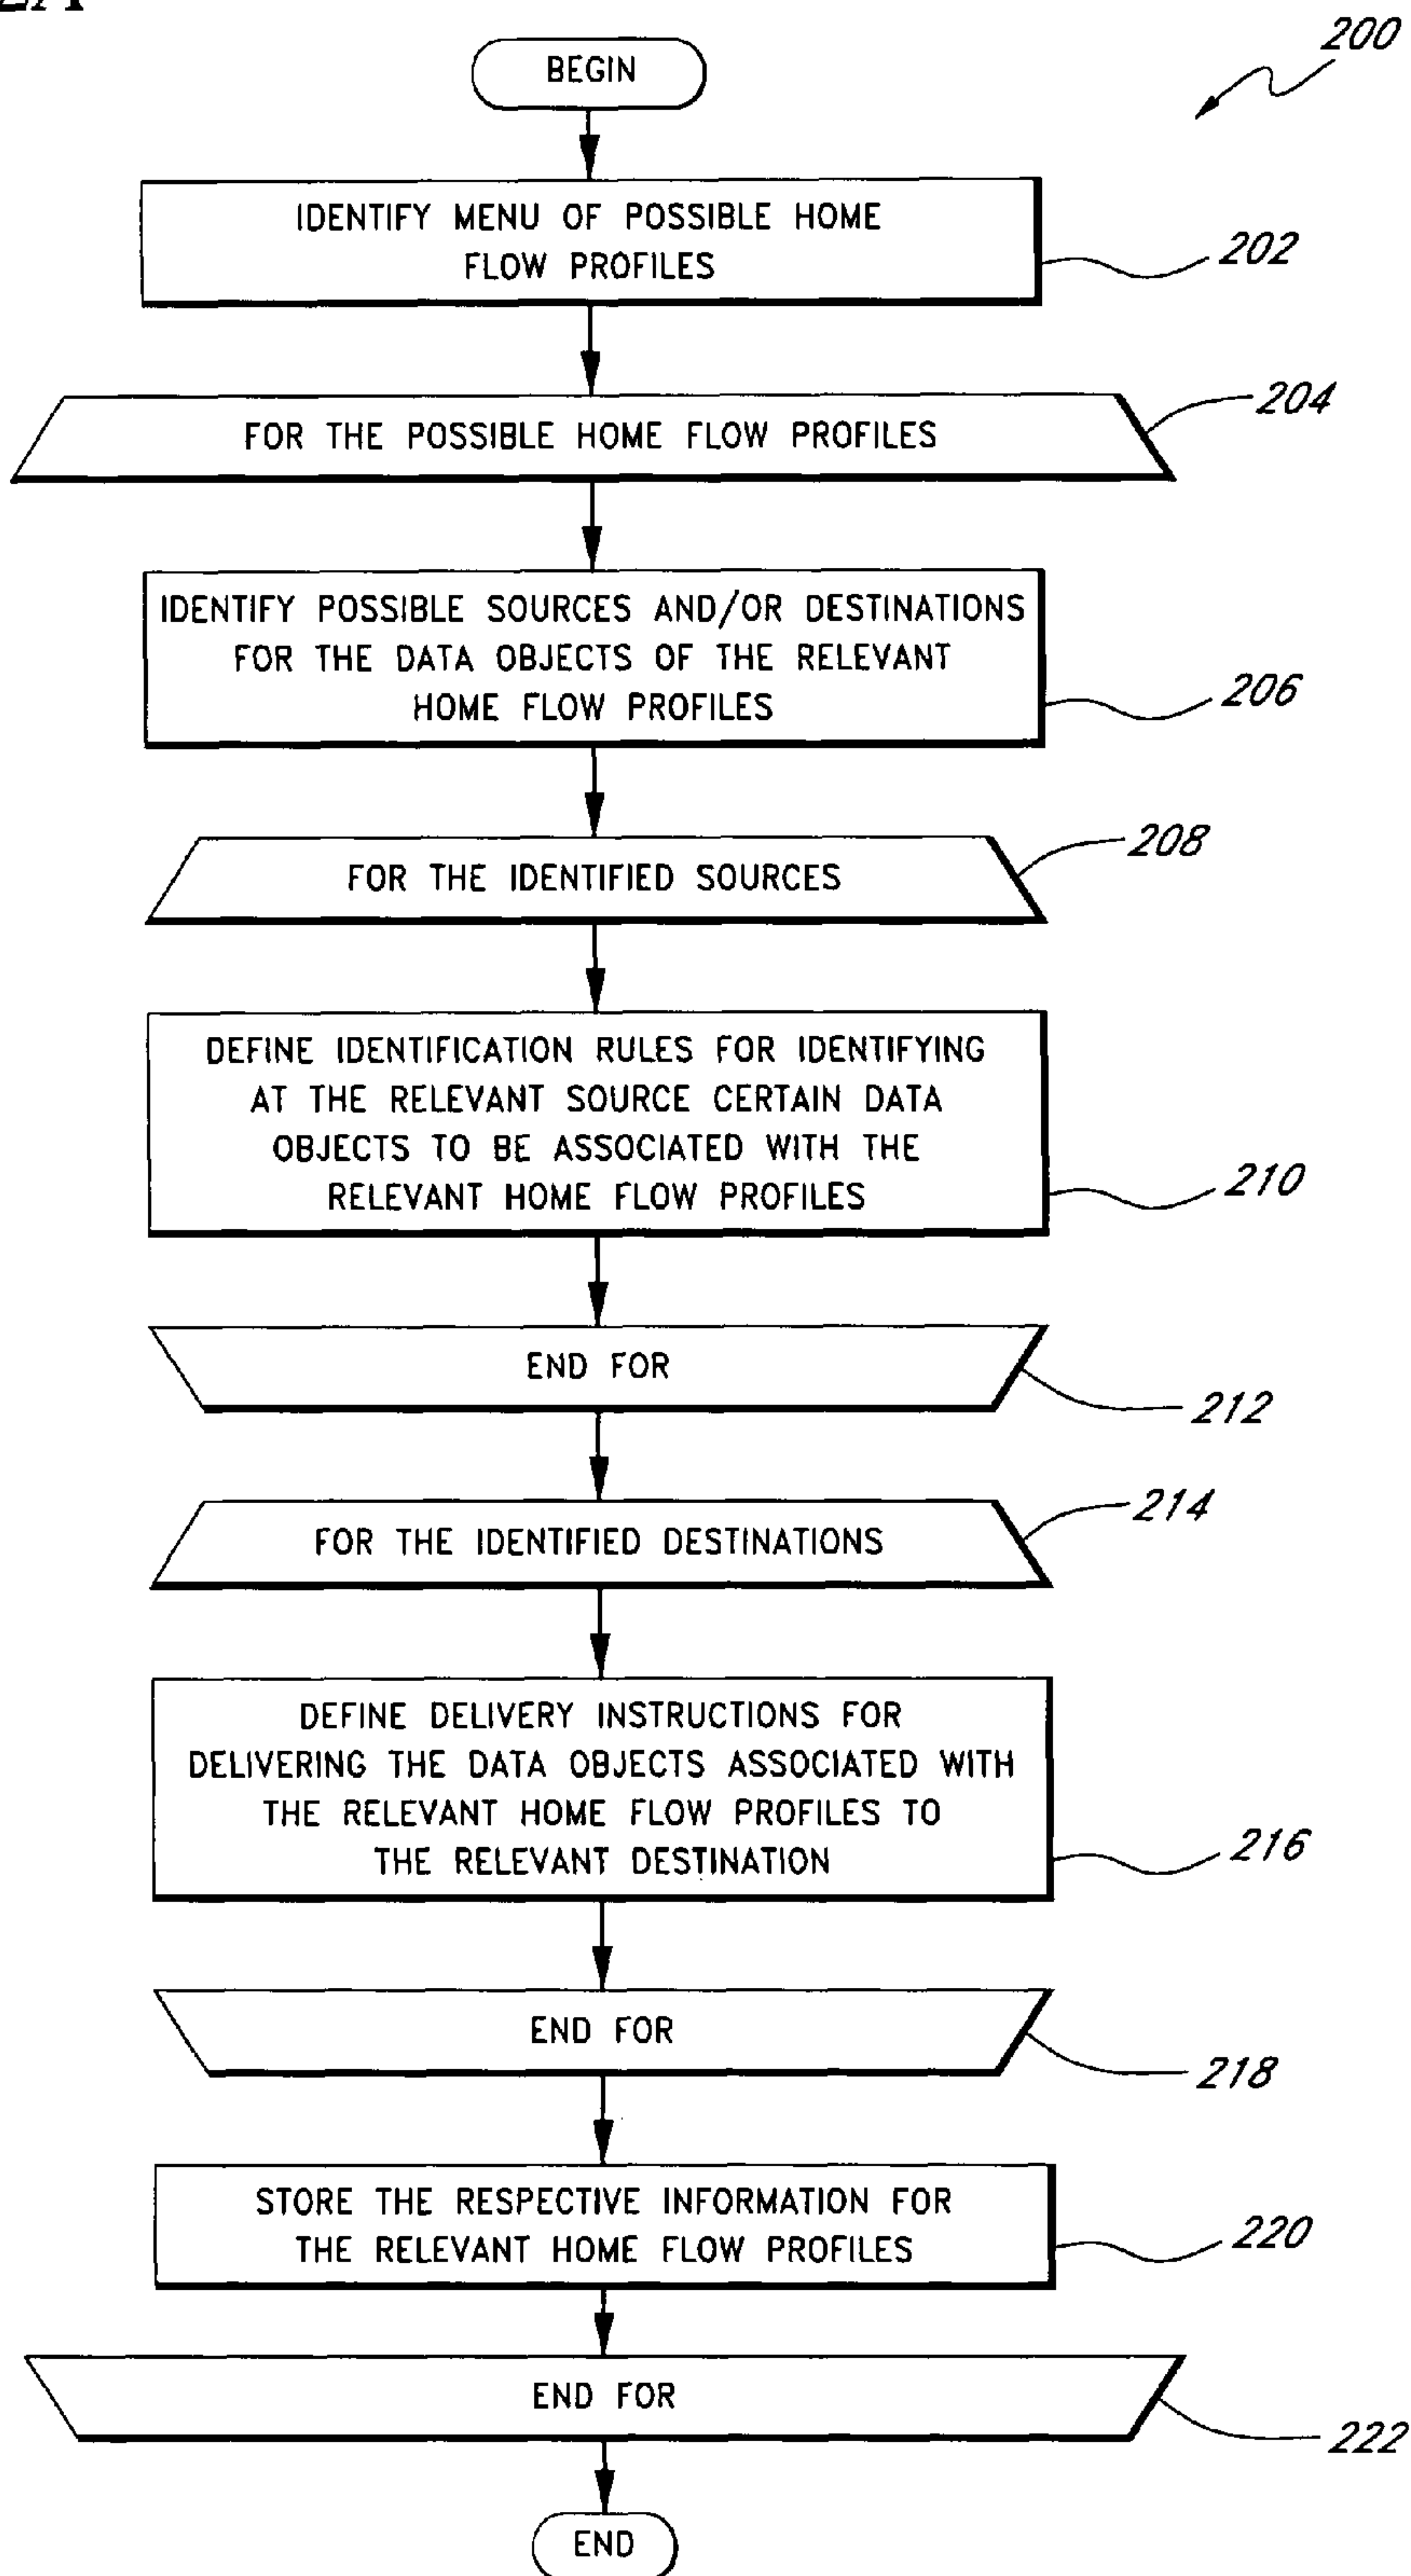 200
BEGIN
IDENTIFY MENU OF POSSIBLE HOME
FLOW PROFILES
202
FOR THE POSSIBLE HOME FLOW PROFILES
204
IDENTIFY POSSIBLE SOURCES AND/OR DESTINATIONS
FOR THE DATA OBJECTS OF THE RELEVANT
HOME FLOW PROFILES
206
FOR THE IDENTIFIED SOURCES
208
DEFINE IDENTIFICATION RULES FOR IDENTIFYING
AT THE RELEVANT SOURCE CERTAIN DATA
OBJECTS TO BE ASSOCIATED WITH THE
RELEVANT HOME FLOW PROFILES
210
END FOR
212
FOR THE IDENTIFIED DESTINATIONS
214
DEFINE DELIVERY INSTRUCTIONS FOR
DELIVERING THE DATA OBJECTS ASSOCIATED WITH
THE RELEVANT HOME FLOW PROFILES TO
THE RELEVANT DESTINATION
216
END FOR
218
STORE THE RESPECTIVE INFORMATION FOR
THE RELEVANT HOME FLOW PROFILES
220
END FOR
222
END